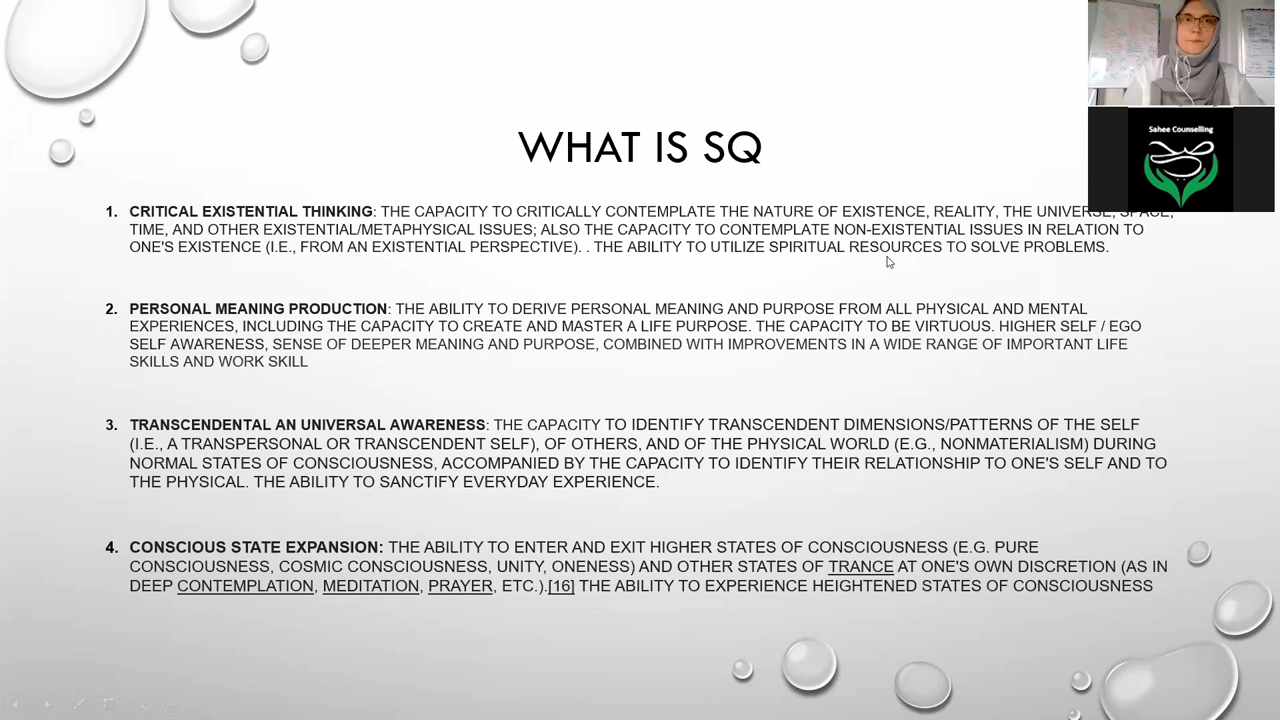 Sahee Counselling
WHAT IS SQ
1. CRITICAL EXISTENTIAL THINKING: THE CAPACITY TO CRITICALLY CONTEMPLATE THE NATURE OF EXISTENCE, REALITY, THE UNIVERSE, SPACE,
TIME, AND OTHER EXISTENTIAL/METAPHYSICAL ISSUES; ALSO THE CAPACITY TO CONTEMPLATE NON-EXISTENTIAL ISSUES IN RELATION TO
ONE'S EXISTENCE (I.E., FROM AN EXISTENTIAL PERSPECTIVE). . THE ABILITY TO UTILIZE SPIRITUAL RESOURCES TO SOLVE PROBLEMS.
2. PERSONAL MEANING PRODUCTION: THE ABILITY TO DERIVE PERSONAL MEANING AND PURPOSE FROM ALL PHYSICAL AND MENTAL
EXPERIENCES, INCLUDING THE CAPACITY TO CREATE AND MASTER A LIFE PURPOSE. THE CAPACITY TO BE VIRTUOUS. HIGHER SELF / EGO
SELF AWARENESS, SENSE OF DEEPER MEANING AND PURPOSE, COMBINED WITH IMPROVEMENTS IN A WIDE RANGE OF IMPORTANT LIFE
SKILLS AND WORK SKILL
3. TRANSCENDENTAL AN UNIVERSAL AWARENESS: THE CAPACITY TO IDENTIFY TRANSCENDENT DIMENSIONS/PATTERNS OF THE SELF
(I.E., A TRANSPERSONAL OR TRANSCENDENT SELF), OF OTHERS, AND OF THE PHYSICAL WORLD (E.G., NONMATERIALISM) DURING
NORMAL STATES OF CONSCIOUSNESS, ACCOMPANIED BY THE CAPACITY TO IDENTIFY THEIR RELATIONSHIP TO ONE'S SELF AND TO
THE PHYSICAL. THE ABILITY TO SANCTIFY EVERYDAY EXPERIENCE.
4. CONSCIOUS STATE EXPANSION: THE ABILITY TO ENTER AND EXIT HIGHER STATES OF CONSCIOUSNESS (E.G. PURE
CONSCIOUSNESS, COSMIC CONSCIOUSNESS, UNITY, ONENESS) AND OTHER STATES OF TRANCE AT ONE'S OWN DISCRETION (AS IN
DEEP CONTEMPLATION, MEDITATION, PRAYER, ETC.).[16] THE ABILITY TO EXPERIENCE HEIGHTENED STATES OF CONSCIOUSNESS